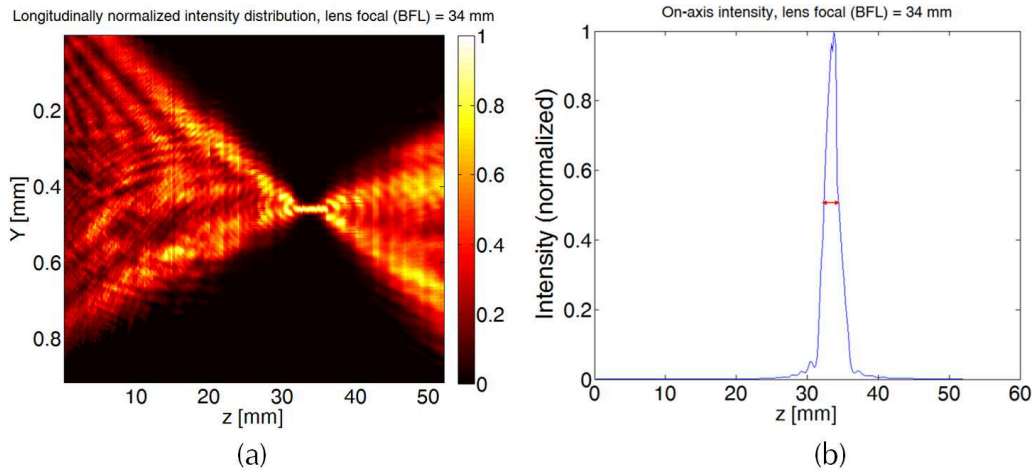 Longitudinally normalized intensity distribution, lens focal (BFL) = 34 mm
On-axis intensity, lens focal (BFL) = 34 mm
Y [mm]
0.2
0.4
0.6
0.8
10 20 30 40 50
z [mm]
1
0.8
0.6
0.4
0.2
0
(a)
Intensity (normalized)
1
0.8
0.6
0.4
0.2
0
0 10 20 30 40 50 60
z [mm]
(b)